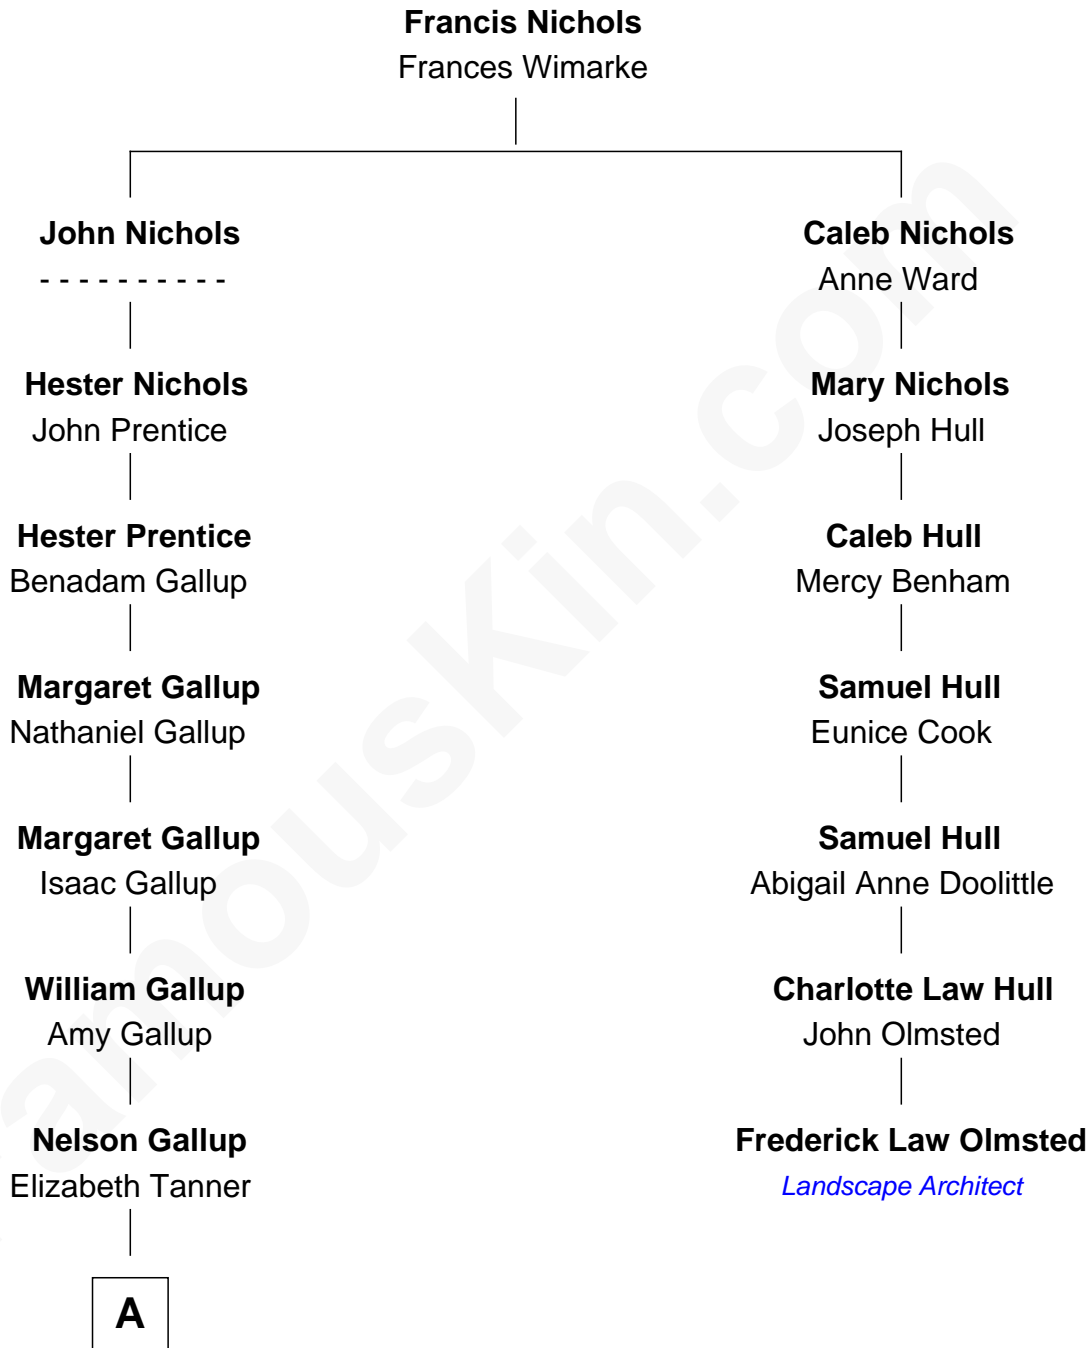 Francis Nichols
Frances Wimarke
John Nichols
- - - - - - - - - -
Caleb Nichols
Anne Ward
Hester Nichols
John Prentice
Mary Nichols
Joseph Hull
Hester Prentice
Benadam Gallup
Caleb Hull
Mercy Benham
Margaret Gallup
Nathaniel Gallup
Samuel Hull
Eunice Cook
Margaret Gallup
Isaac Gallup
Samuel Hull
Abigail Anne Doolittle
William Gallup
Amy Gallup
Charlotte Law Hull
John Olmsted
Nelson Gallup
Elizabeth Tanner
Frederick Law Olmsted
Landscape Architect
A
amouskin.com